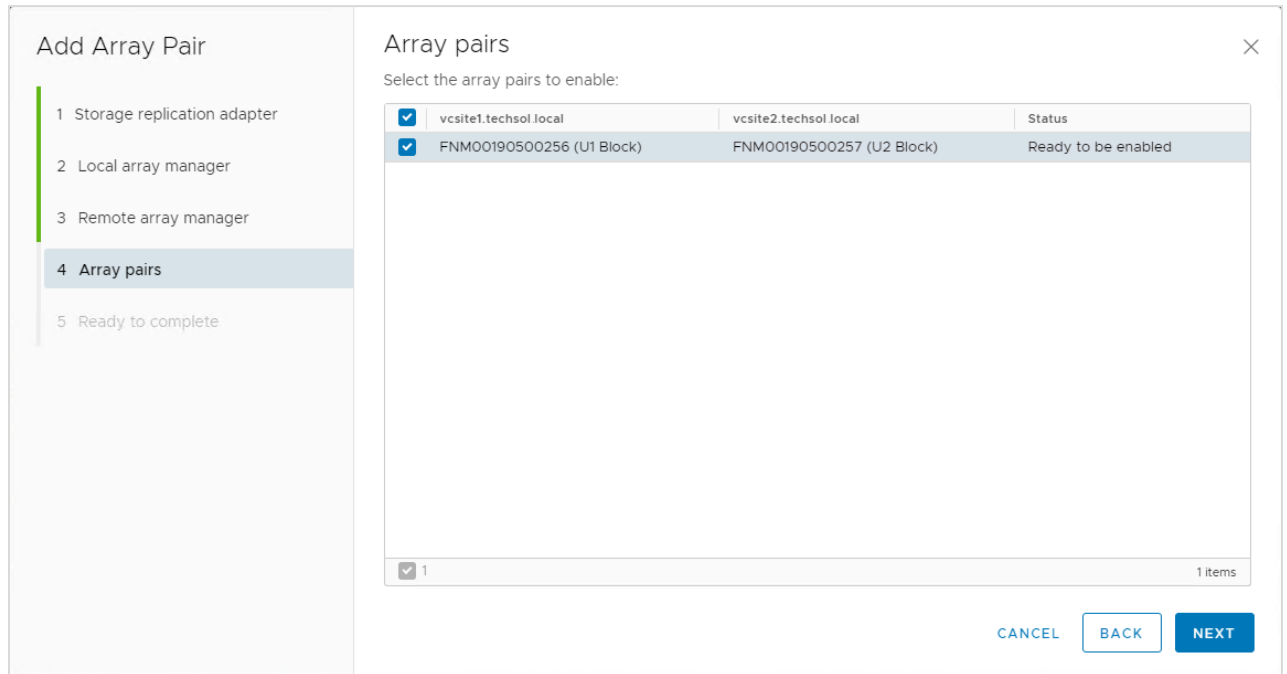 Add Array Pair
1 Storage replication adapter
2 Local array manager
3 Remote array manager
4 Array pairs
5 Ready to complete
Array pairs
Select the array pairs to enable:
vcsite1.techsol.local vcsite2.techsol.local Status
FNM00190500256 (U1 Block) FNM00190500257 (U2 Block) Ready to be enabled
1 1 items
CANCEL BACK NEXT